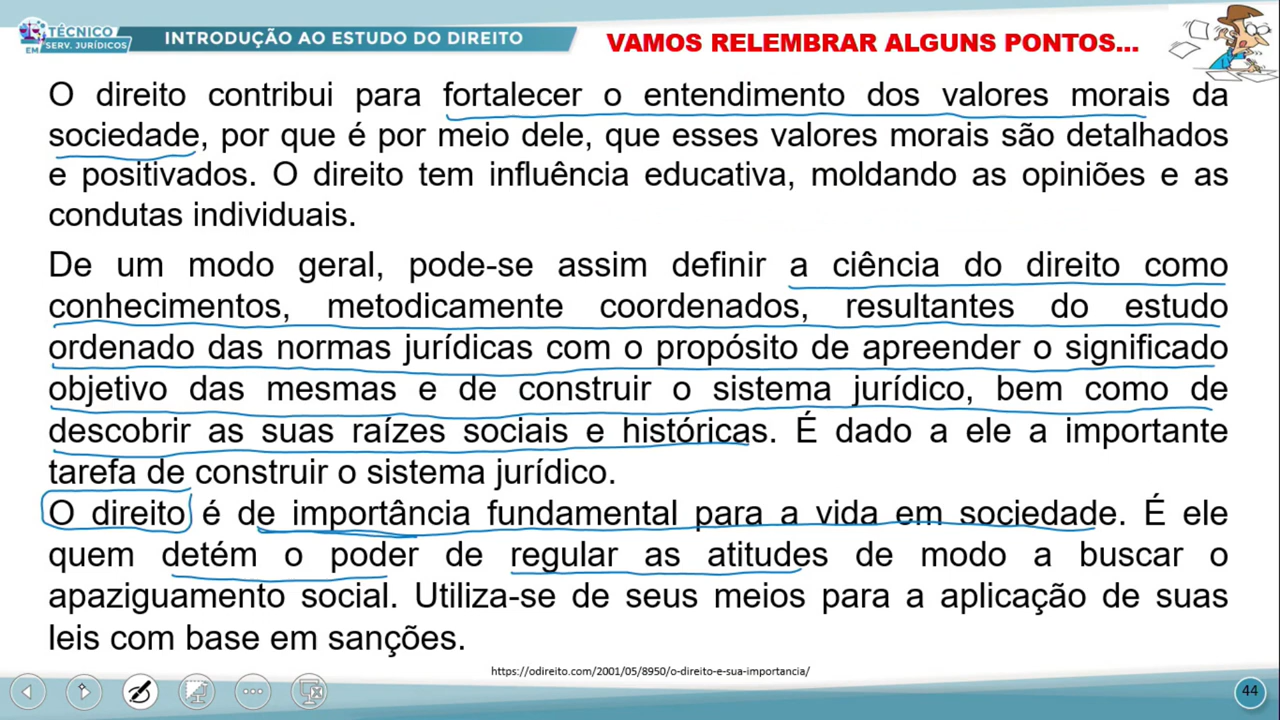 TÉCNICO
EM SERV. JURÍDICOS
INTRODUÇÃO AO ESTUDO DO DIREITO
VAMOS RELEMBRAR ALGUNS PONTOS...
O direito contribui para fortalecer o entendimento dos valores morais da
sociedade, por que é por meio dele, que esses valores morais são detalhados
e positivados. O direito tem influência educativa, moldando as opiniões e as
condutas individuais.
De um modo geral, pode-se assim definir a ciência do direito como
conhecimentos, metodicamente coordenados, resultantes do estudo
ordenado das normas jurídicas com o propósito de apreender o significado
objetivo das mesmas e de construir o sistema jurídico, bem como de
descobrir as suas raízes sociais e históricas. É dado a ele a importante
tarefa de construir o sistema jurídico.
O direito é de importância fundamental para a vida em sociedade. É ele
quem detém o poder de regular as atitudes de modo a buscar o
apaziguamento social. Utiliza-se de seus meios para a aplicação de suas
leis com base em sanções.
https://odireito.com/2001/05/8950/o-direito-e-sua-importancia/
44